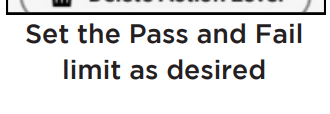 Set the Pass and Fail
limit as desired